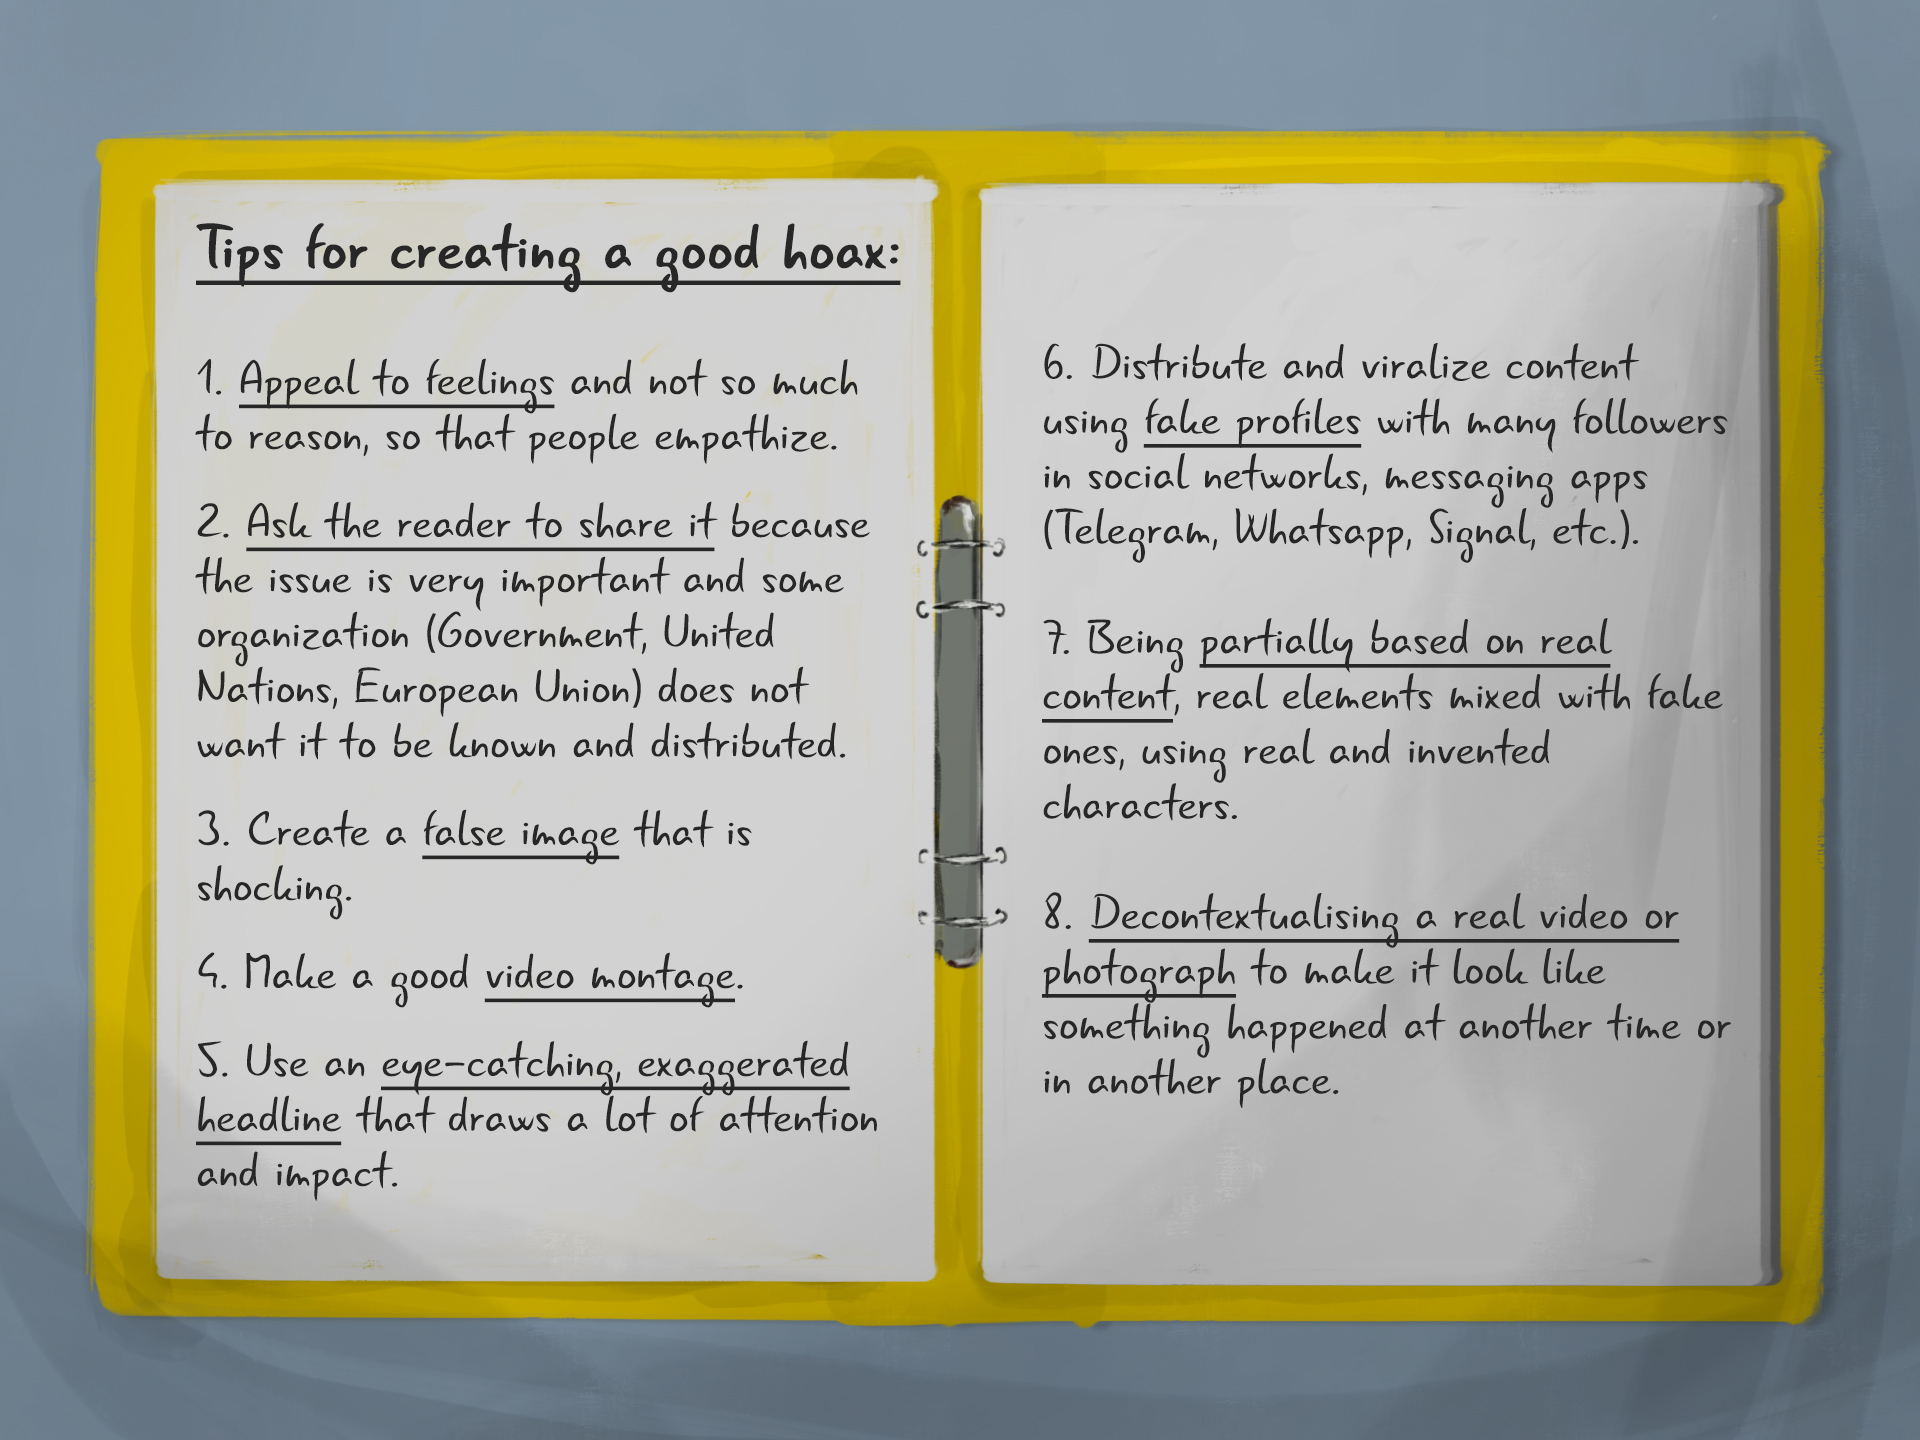 Tips for creating a good hoax:
1. Appeal to feelings and not so much
to reason, so that people empathize.
2. Ask the reader to share it because
the issue is very important and some
organization (Government, United
Nations, European Union) does not
want it to be known and distributed.
3. Create a false image that is
shocking.
4. Make a good video montage.
5. Use an eye-catching, exaggerated
headline that draws a lot of attention
and impact.
6. Distribute and viralize content
using fake profiles with many followers
in social networks, messaging apps
(Telegram, Whatsapp, Signal, etc.).
7. Being partially based on real
content, real elements mixed with fake
ones, using real and invented
characters.
8. Decontextualising a real video or
photograph to make it look like
something happened at another time or
in another place.